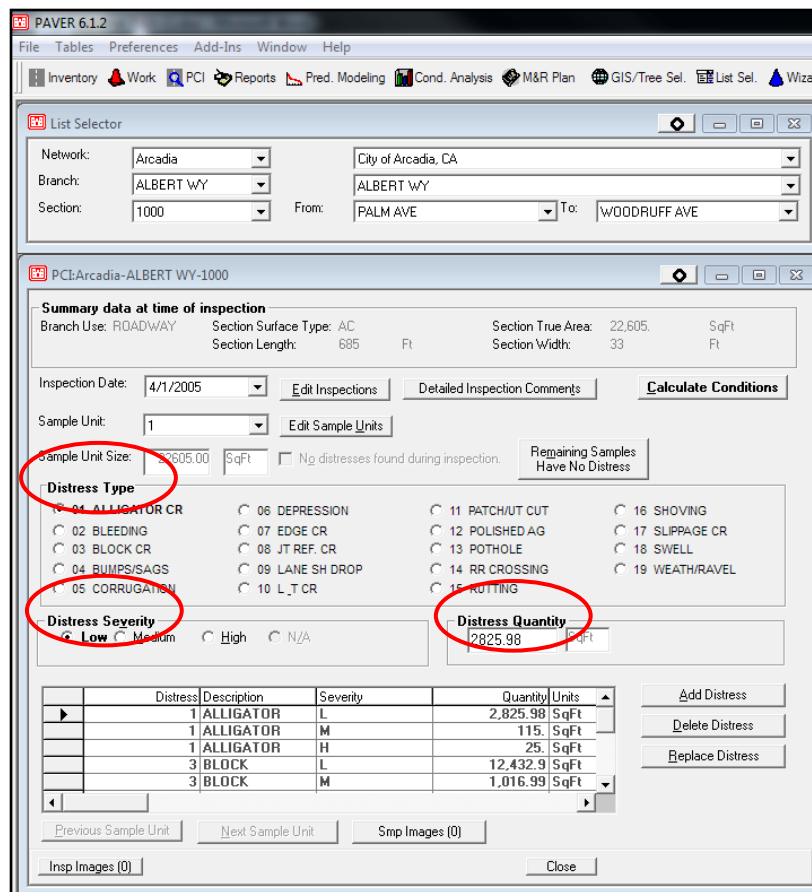 PAVER 6.1.2
File Tables Preferences Add-Ins Window Help
Inventory Work PCI Reports Pred. Modeling Cond. Analysis M&R Plan GIS/Tree Sel. List Sel. Wiza
List Selector
Network: Arcadia City of Arcadia, CA
Branch: ALBERT WY ALBERT WY
Section: 1000 From: PALM AVE To: WOODRUFF AVE
PCI:Arcadia-ALBERT WY-1000
Summary data at time of inspection
Branch Use: ROADWAY Section Surface Type: AC Section True Area: 22,605. SqFt
Section Length: 685 Ft Section Width: 33 Ft
Inspection Date: 4/1/2005 Edit Inspections Detailed Inspection Comments Calculate Conditions
Sample Unit: 1 Edit Sample Units
Sample Unit Size: 22605.00 SqFt No distresses found during inspection. Remaining Samples
Have No Distress
Distress Type
01 ALLIGATOR CR 06 DEPRESSION 11 PATCH/UT CUT 16 SHOVING
02 BLEEDING 07 EDGE CR 12 POLISHED AG 17 SLIPPAGE CR
03 BLOCK CR 08 JT REF. CR 13 POTHOLE 18 SWELL
04 BUMPS/SAGS 09 LANE SH DROP 14 RR CROSSING 19 WEATH/RAVEL
05 CORRUGATION 10 L_T CR 15 RUTTING
Distress Severity Distress Quantity
Low Medium High N/A 2825.98 SqFt
Distress Description Severity Quantity Units Add Distress
1 ALLIGATOR L 2,825.98 SqFt
1 ALLIGATOR M 115. SqFt Delete Distress
1 ALLIGATOR H 25. SqFt
3 BLOCK L 12,432.9 SqFt Replace Distress
3 BLOCK M 1,016.99 SqFt
Previous Sample Unit Next Sample Unit Smp Images (0)
Insp Images (0) Close